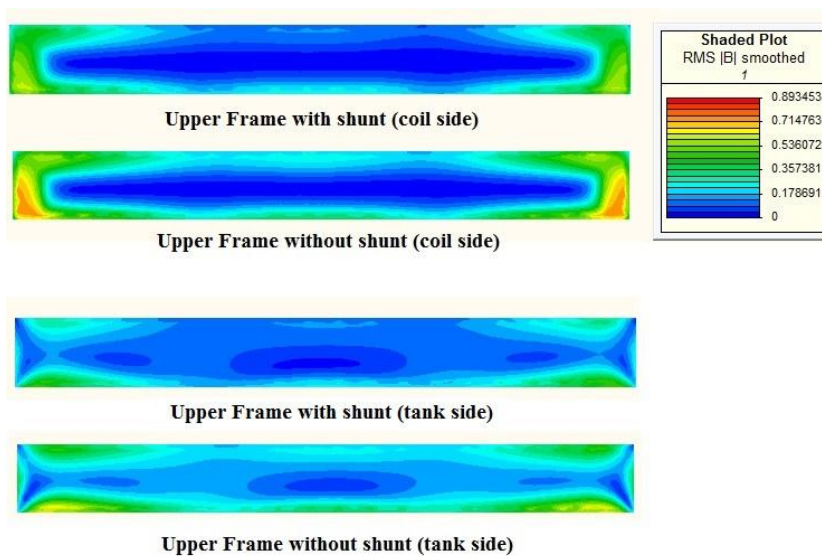 Shaded Plot
RMS |B| smoothed
1
0.893453
0.714763
0.536072
0.357381
0.178691
0
Upper Frame with shunt (coil side)
Upper Frame without shunt (coil side)
Upper Frame with shunt (tank side)
Upper Frame without shunt (tank side)